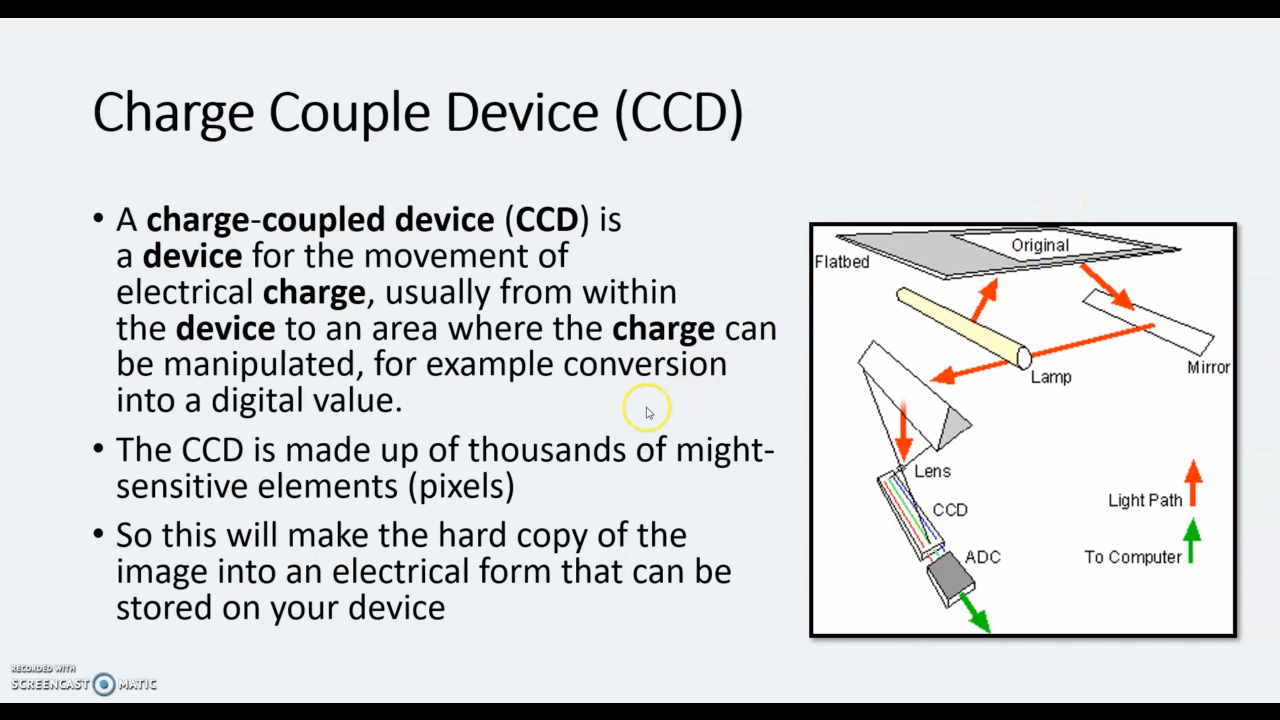 Charge Couple Device (CCD)
• A charge-coupled device (CCD) is
a device for the movement of
electrical charge, usually from within
the device to an area where the charge can
be manipulated, for example conversion
into a digital value.
• The CCD is made up of thousands of might-
sensitive elements (pixels)
• So this will make the hard copy of the
image into an electrical form that can be
stored on your device
Original
Flatbed
Mirror
Lamp
Lens
CCD
Light Path
ADC
To Computer
RECORDED WITH
SCREENCAST MATIC